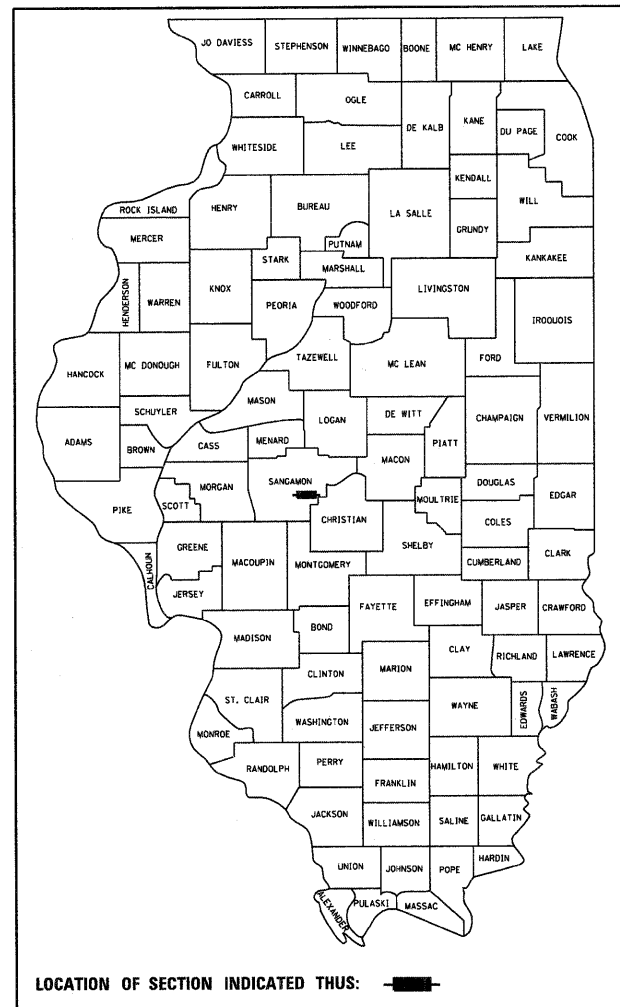 JO DAVIESS STEPHENSON WINNEBAGO BOONE MC HENRY LAKE
CARROLL OGLE DE KALB KANE DU PAGE COOK
WHITESIDE LEE
KENDALL WILL
ROCK ISLAND HENRY BUREAU LA SALLE GRUNDY
MERCER PUTNAM
STARK MARSHALL KANKAKEE
HENDERSON WARREN KNOX PEORIA WOODFORD LIVINGSTON IROQUOIS
HANCOCK MC DONOUGH FULTON TAZEWELL MC LEAN FORD
MASON
SCHUYLER LOGAN DE WITT CHAMPAIGN VERMILION
ADAMS BROWN CASS MENARD PIATT
MACON
PIKE SCOTT MORGAN SANGAMON MOULTRIE DOUGLAS EDGAR
CHRISTIAN COLES
GREENE MACOUPIN MONTGOMERY SHELBY CUMBERLAND CLARK
CALHOUN JERSEY FAYETTE EFFINGHAM JASPER CRAWFORD
MADISON BOND
CLAY RICHLAND LAWRENCE
CLINTON MARION
ST. CLAIR WAYNE EDWARDS WABASH
WASHINGTON JEFFERSON
MONROE
RANDOLPH PERRY HAMILTON WHITE
FRANKLIN
JACKSON WILLIAMSON SALINE GALLATIN
UNION JOHNSON POPE HARDIN
ALEXANDER PULASKI MASSAC
LOCATION OF SECTION INDICATED THUS: